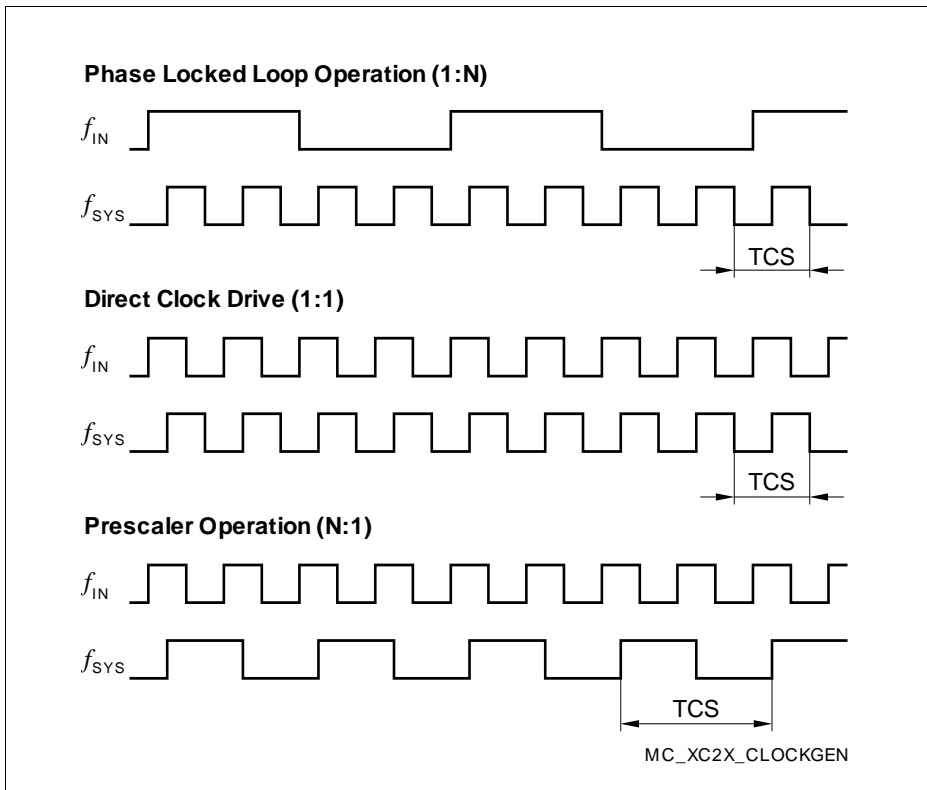 Phase Locked Loop Operation (1:N)
fIN
fSYS
TCS
Direct Clock Drive (1:1)
fIN
fSYS
TCS
Prescaler Operation (N:1)
fIN
fSYS
TCS
MC_XC2X_CLOCKGEN